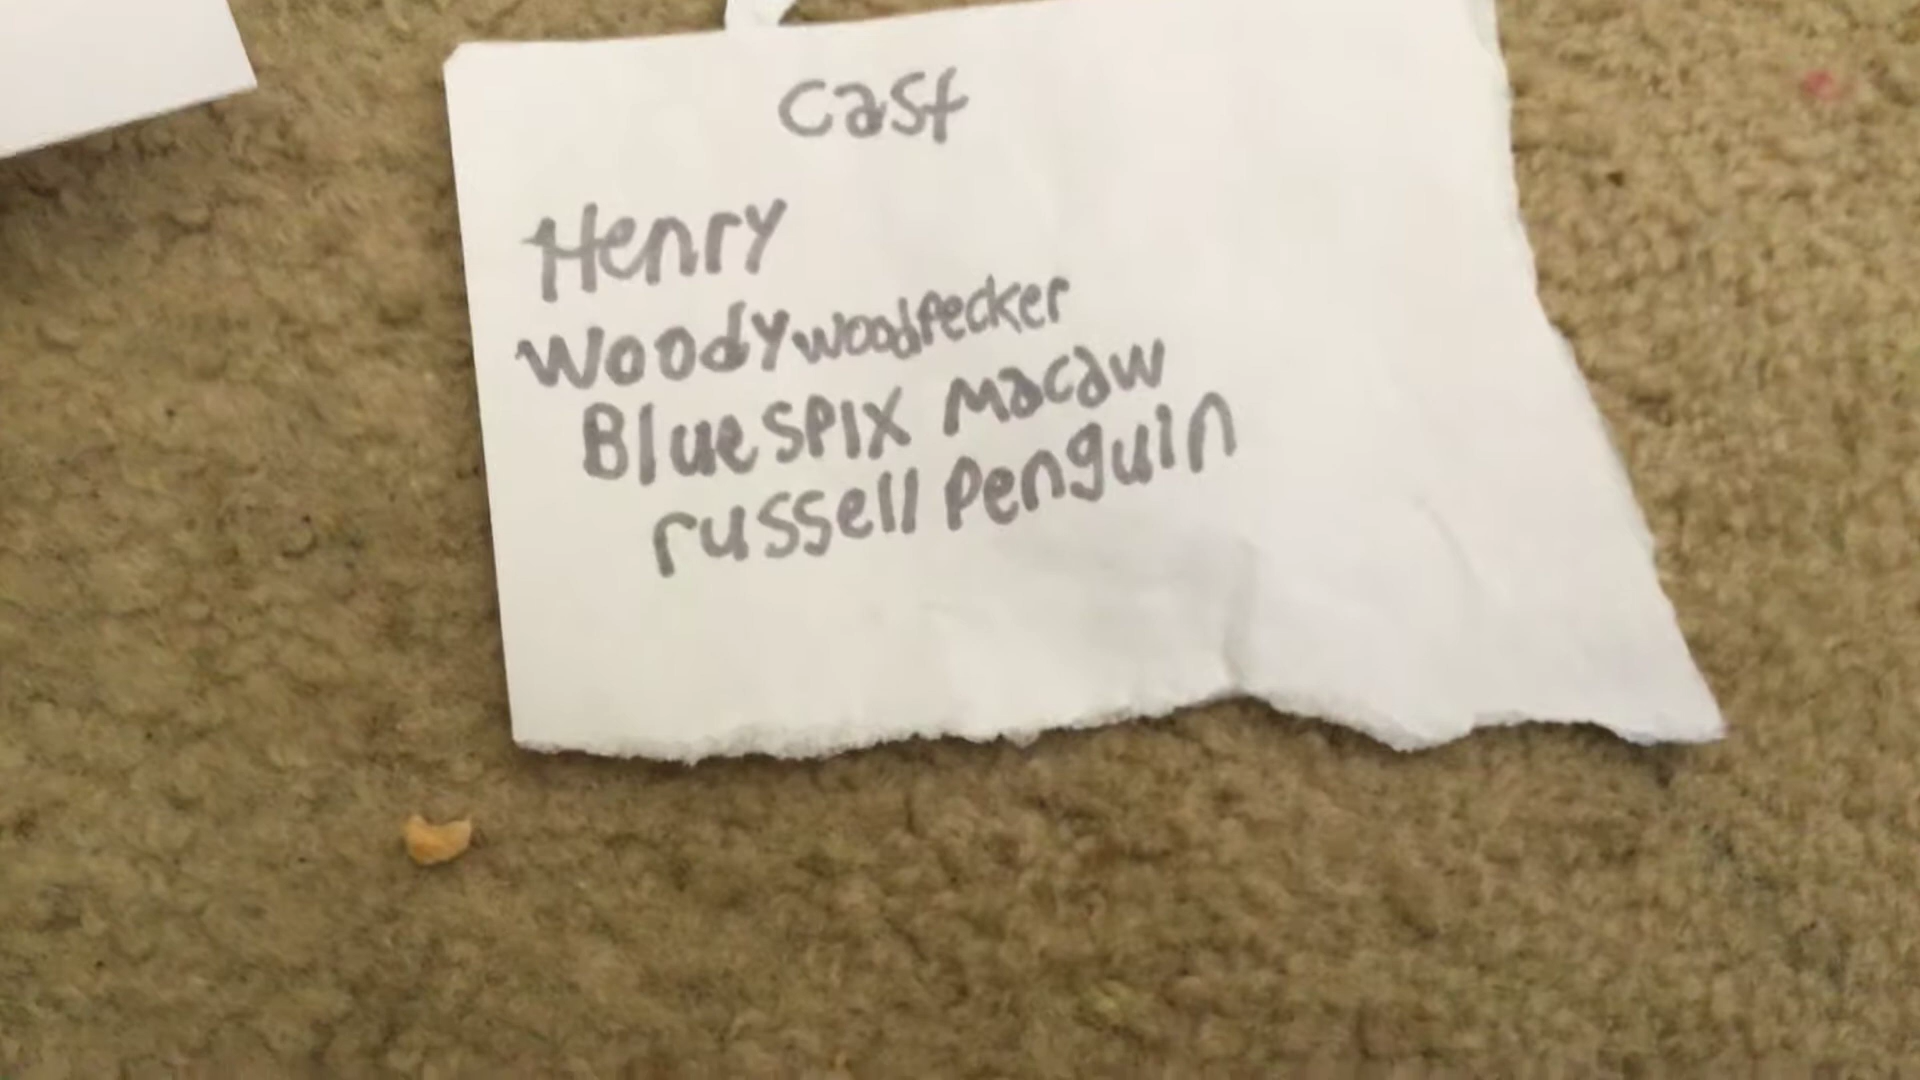 cast
Henry
Woody woodpecker
Blue SPIX Macaw
russell Penguin